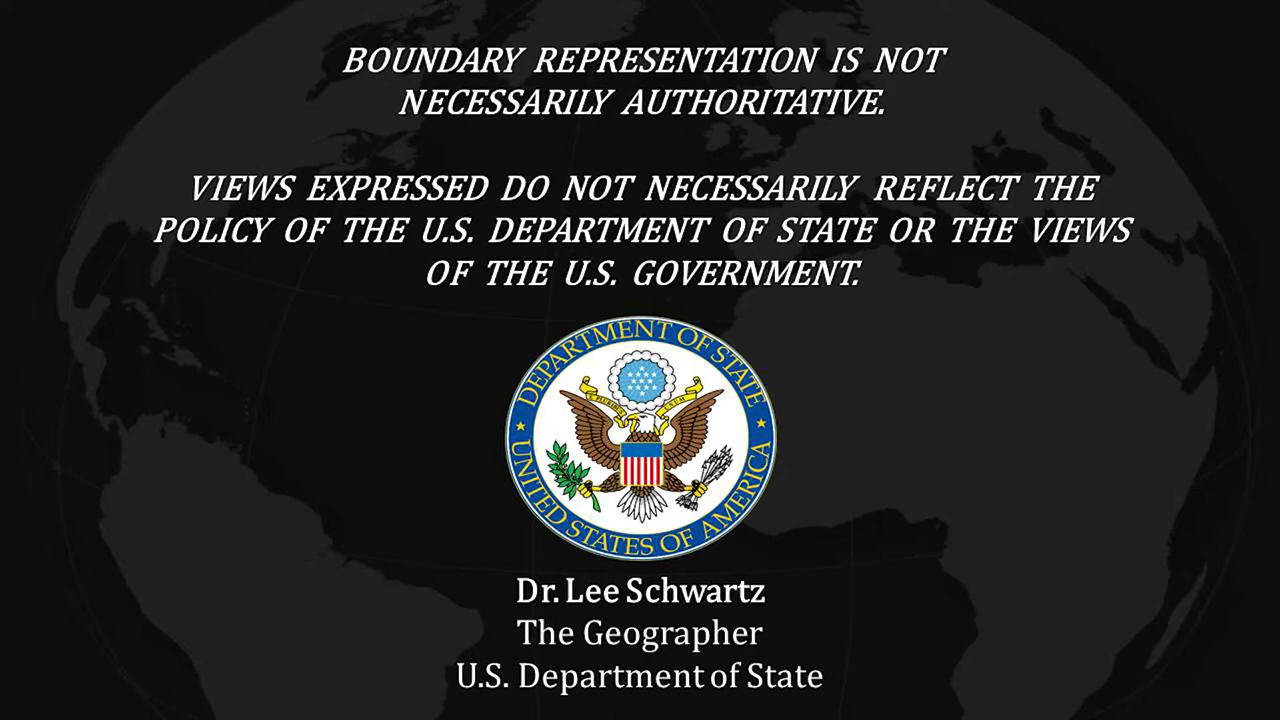 BOUNDARY REPRESENTATION IS NOT
NECESSARILY AUTHORITATIVE.
VIEWS EXPRESSED DO NOT NECESSARILY REFLECT THE
POLICY OF THE U.S. DEPARTMENT OF STATE OR THE VIEWS
OF THE U.S. GOVERNMENT.
DEPARTMENT OF STATE
UNITED STATES OF AMERICA
Dr. Lee Schwartz
The Geographer
U.S. Department of State